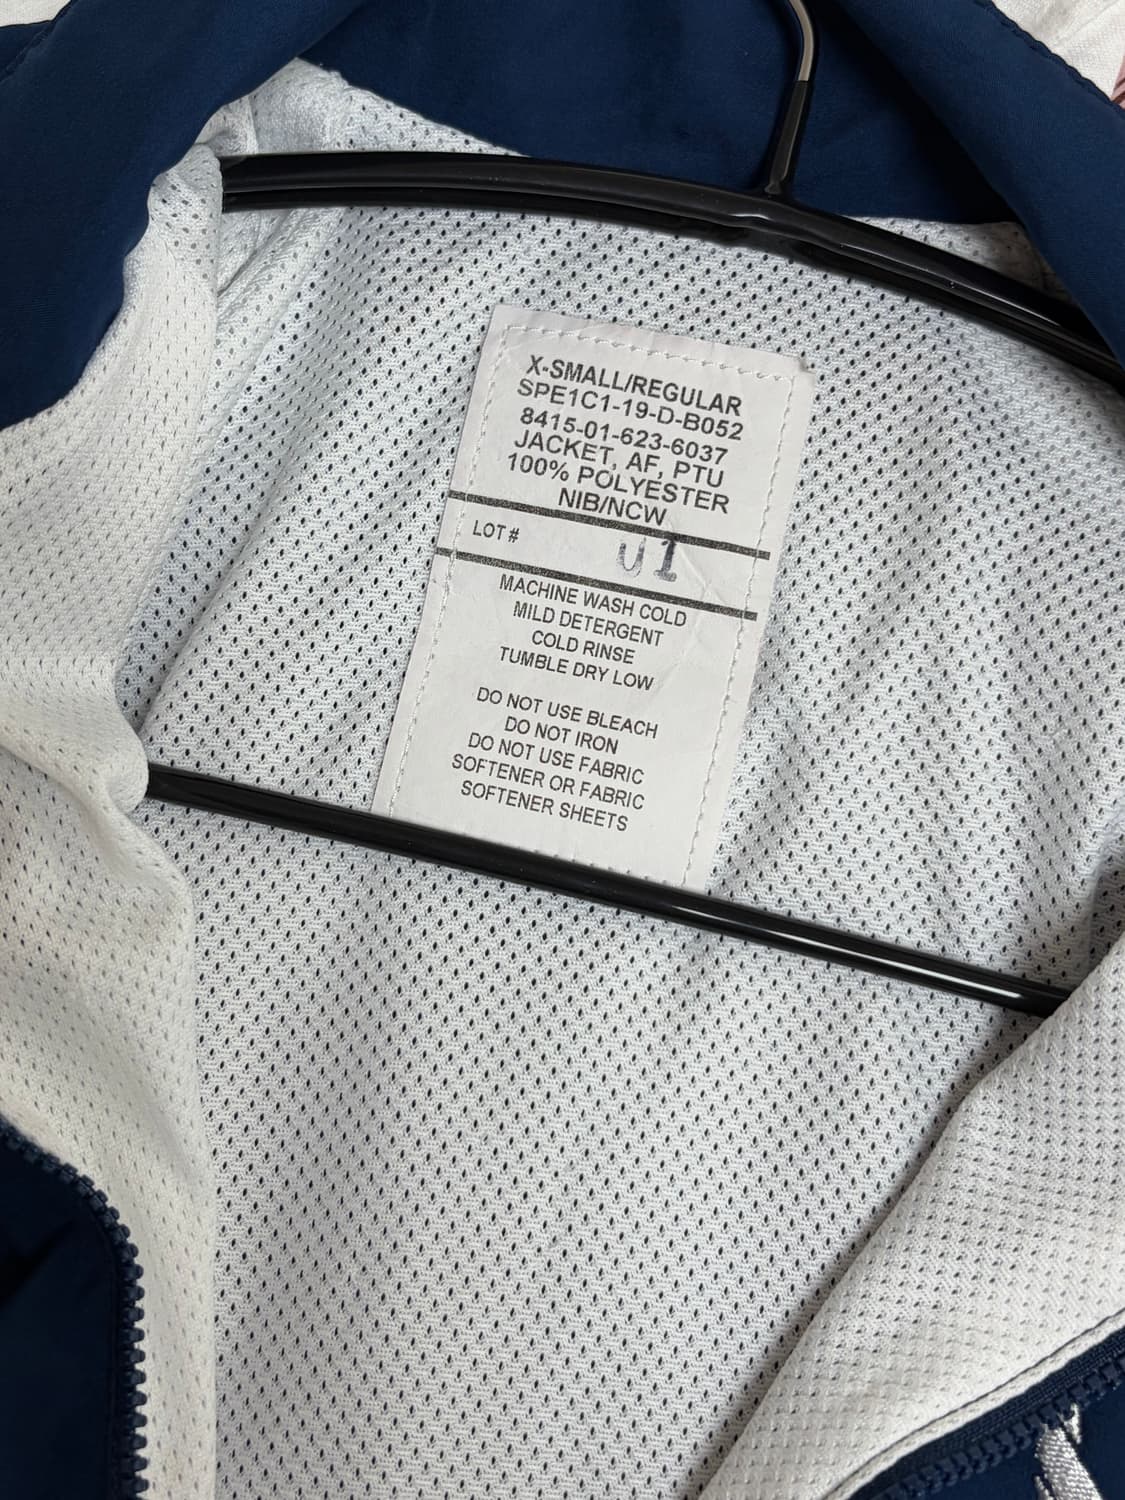 X-SMALL/REGULAR
SPE1C1-19-D-B052
8415-01-623-6037
JACKET, AF, PTU
100% POLYESTER
NIB/NCW
LOT # U1
MACHINE WASH COLD
MILD DETERGENT
COLD RINSE
TUMBLE DRY LOW
DO NOT USE BLEACH
DO NOT IRON
DO NOT USE FABRIC
SOFTENER OR FABRIC
SOFTENER SHEETS